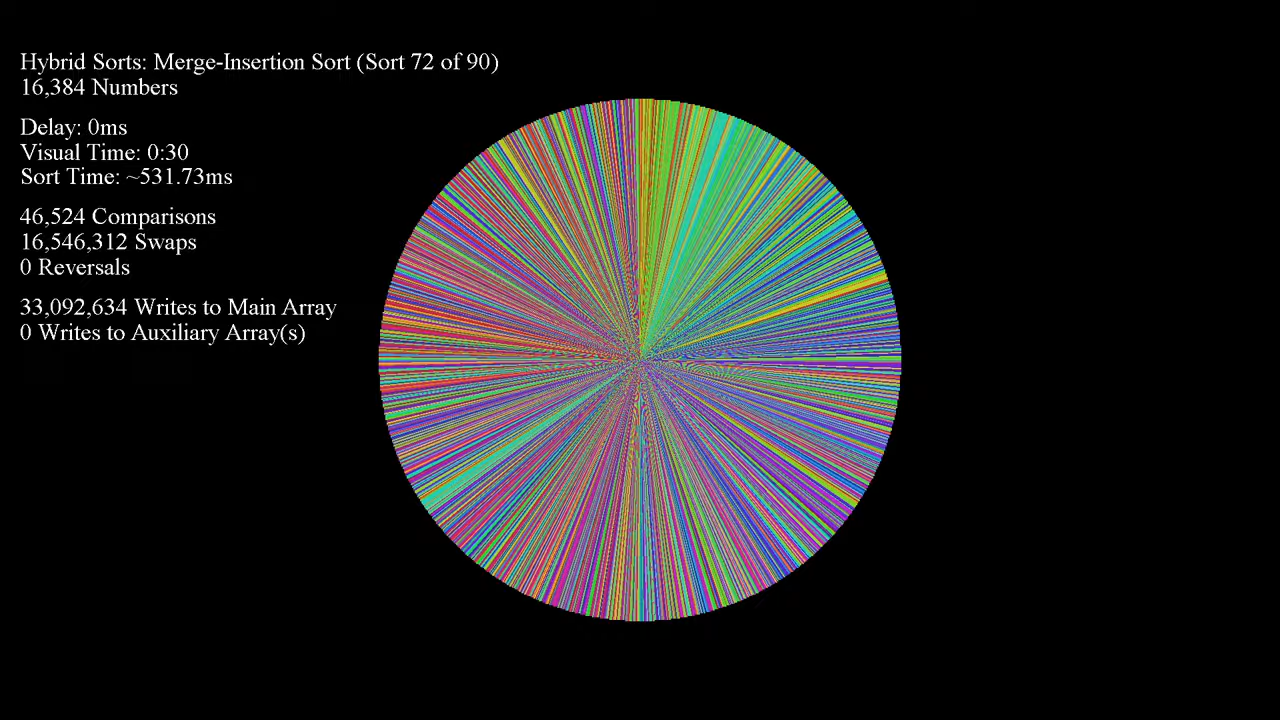 Hybrid Sorts: Merge-Insertion Sort (Sort 72 of 90)
16,384 Numbers
Delay: 0ms
Visual Time: 0:30
Sort Time: ~531.73ms
46,524 Comparisons
16,546,312 Swaps
0 Reversals
33,092,634 Writes to Main Array
0 Writes to Auxiliary Array(s)